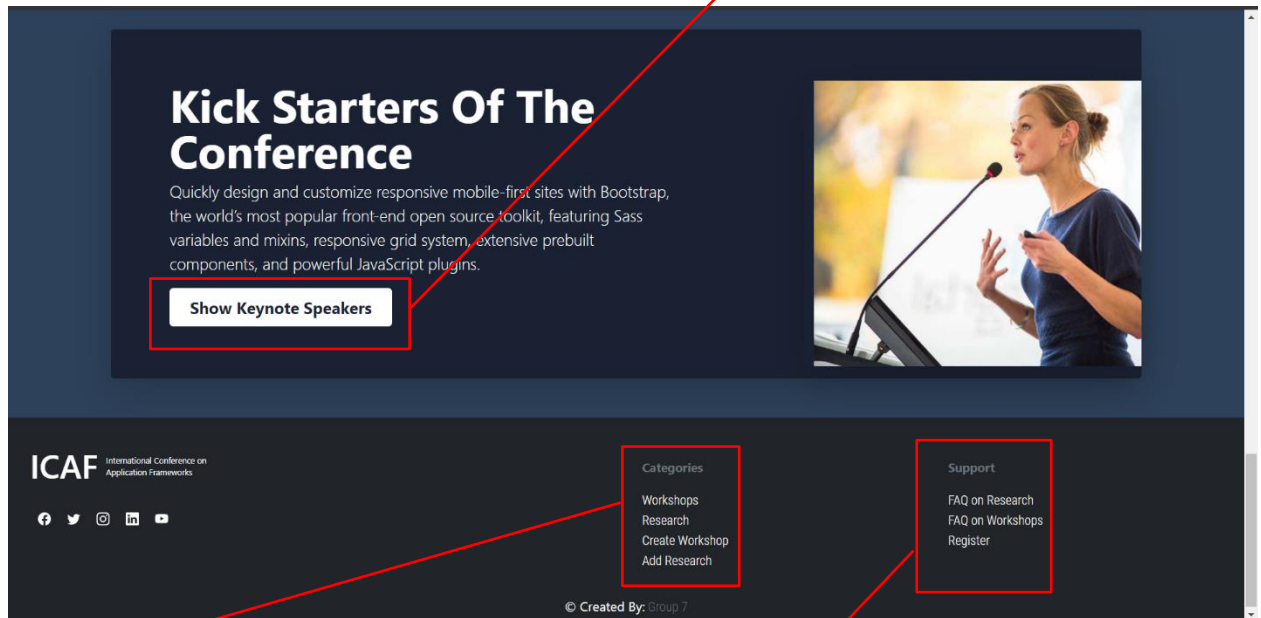 Kick Starters Of The
Conference
Quickly design and customize responsive mobile-first sites with Bootstrap,
the world's most popular front-end open source toolkit, featuring Sass
variables and mixins, responsive grid system, extensive prebuilt
components, and powerful JavaScript plugins.
Show Keynote Speakers
ICAF
International Conference on
Application Frameworks
Categories
Workshops
Research
Create Workshop
Add Research
Support
FAQ on Research
FAQ on Workshops
Register
© Created By: Group 7